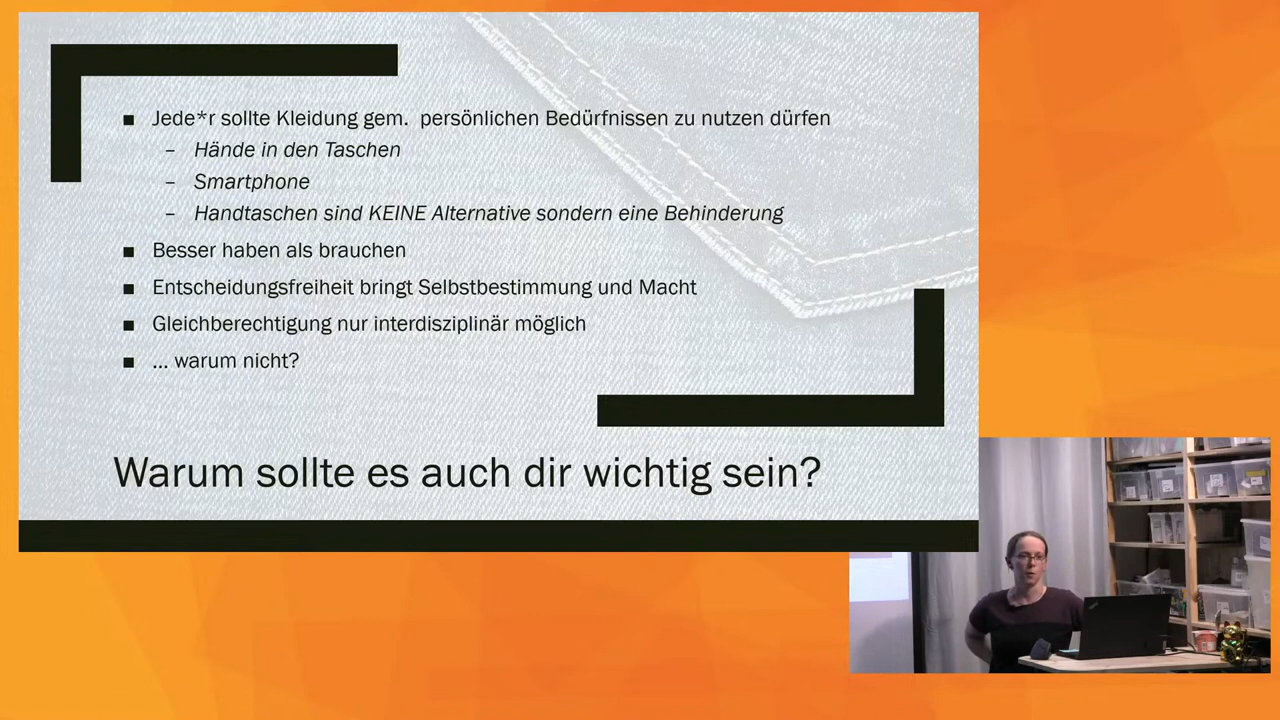 Jede*r sollte Kleidung gem. persönlichen Bedürfnissen zu nutzen dürfen
Hände in den Taschen
Smartphone
Handtaschen sind KEINE Alternative sondern eine Behinderung
Besser haben als brauchen
Entscheidungsfreiheit bringt Selbstbestimmung und Macht
Gleichberechtigung nur interdisziplinär möglich
... warum nicht?
Warum sollte es auch dir wichtig sein?